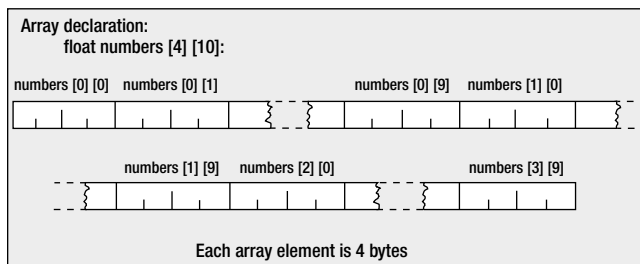 Array declaration:
float numbers [4] [10]:
numbers [0] [0] numbers [0] [1] numbers [0] [9] numbers [1] [0]
numbers [1] [9] numbers [2] [0] numbers [3] [9]
Each array element is 4 bytes